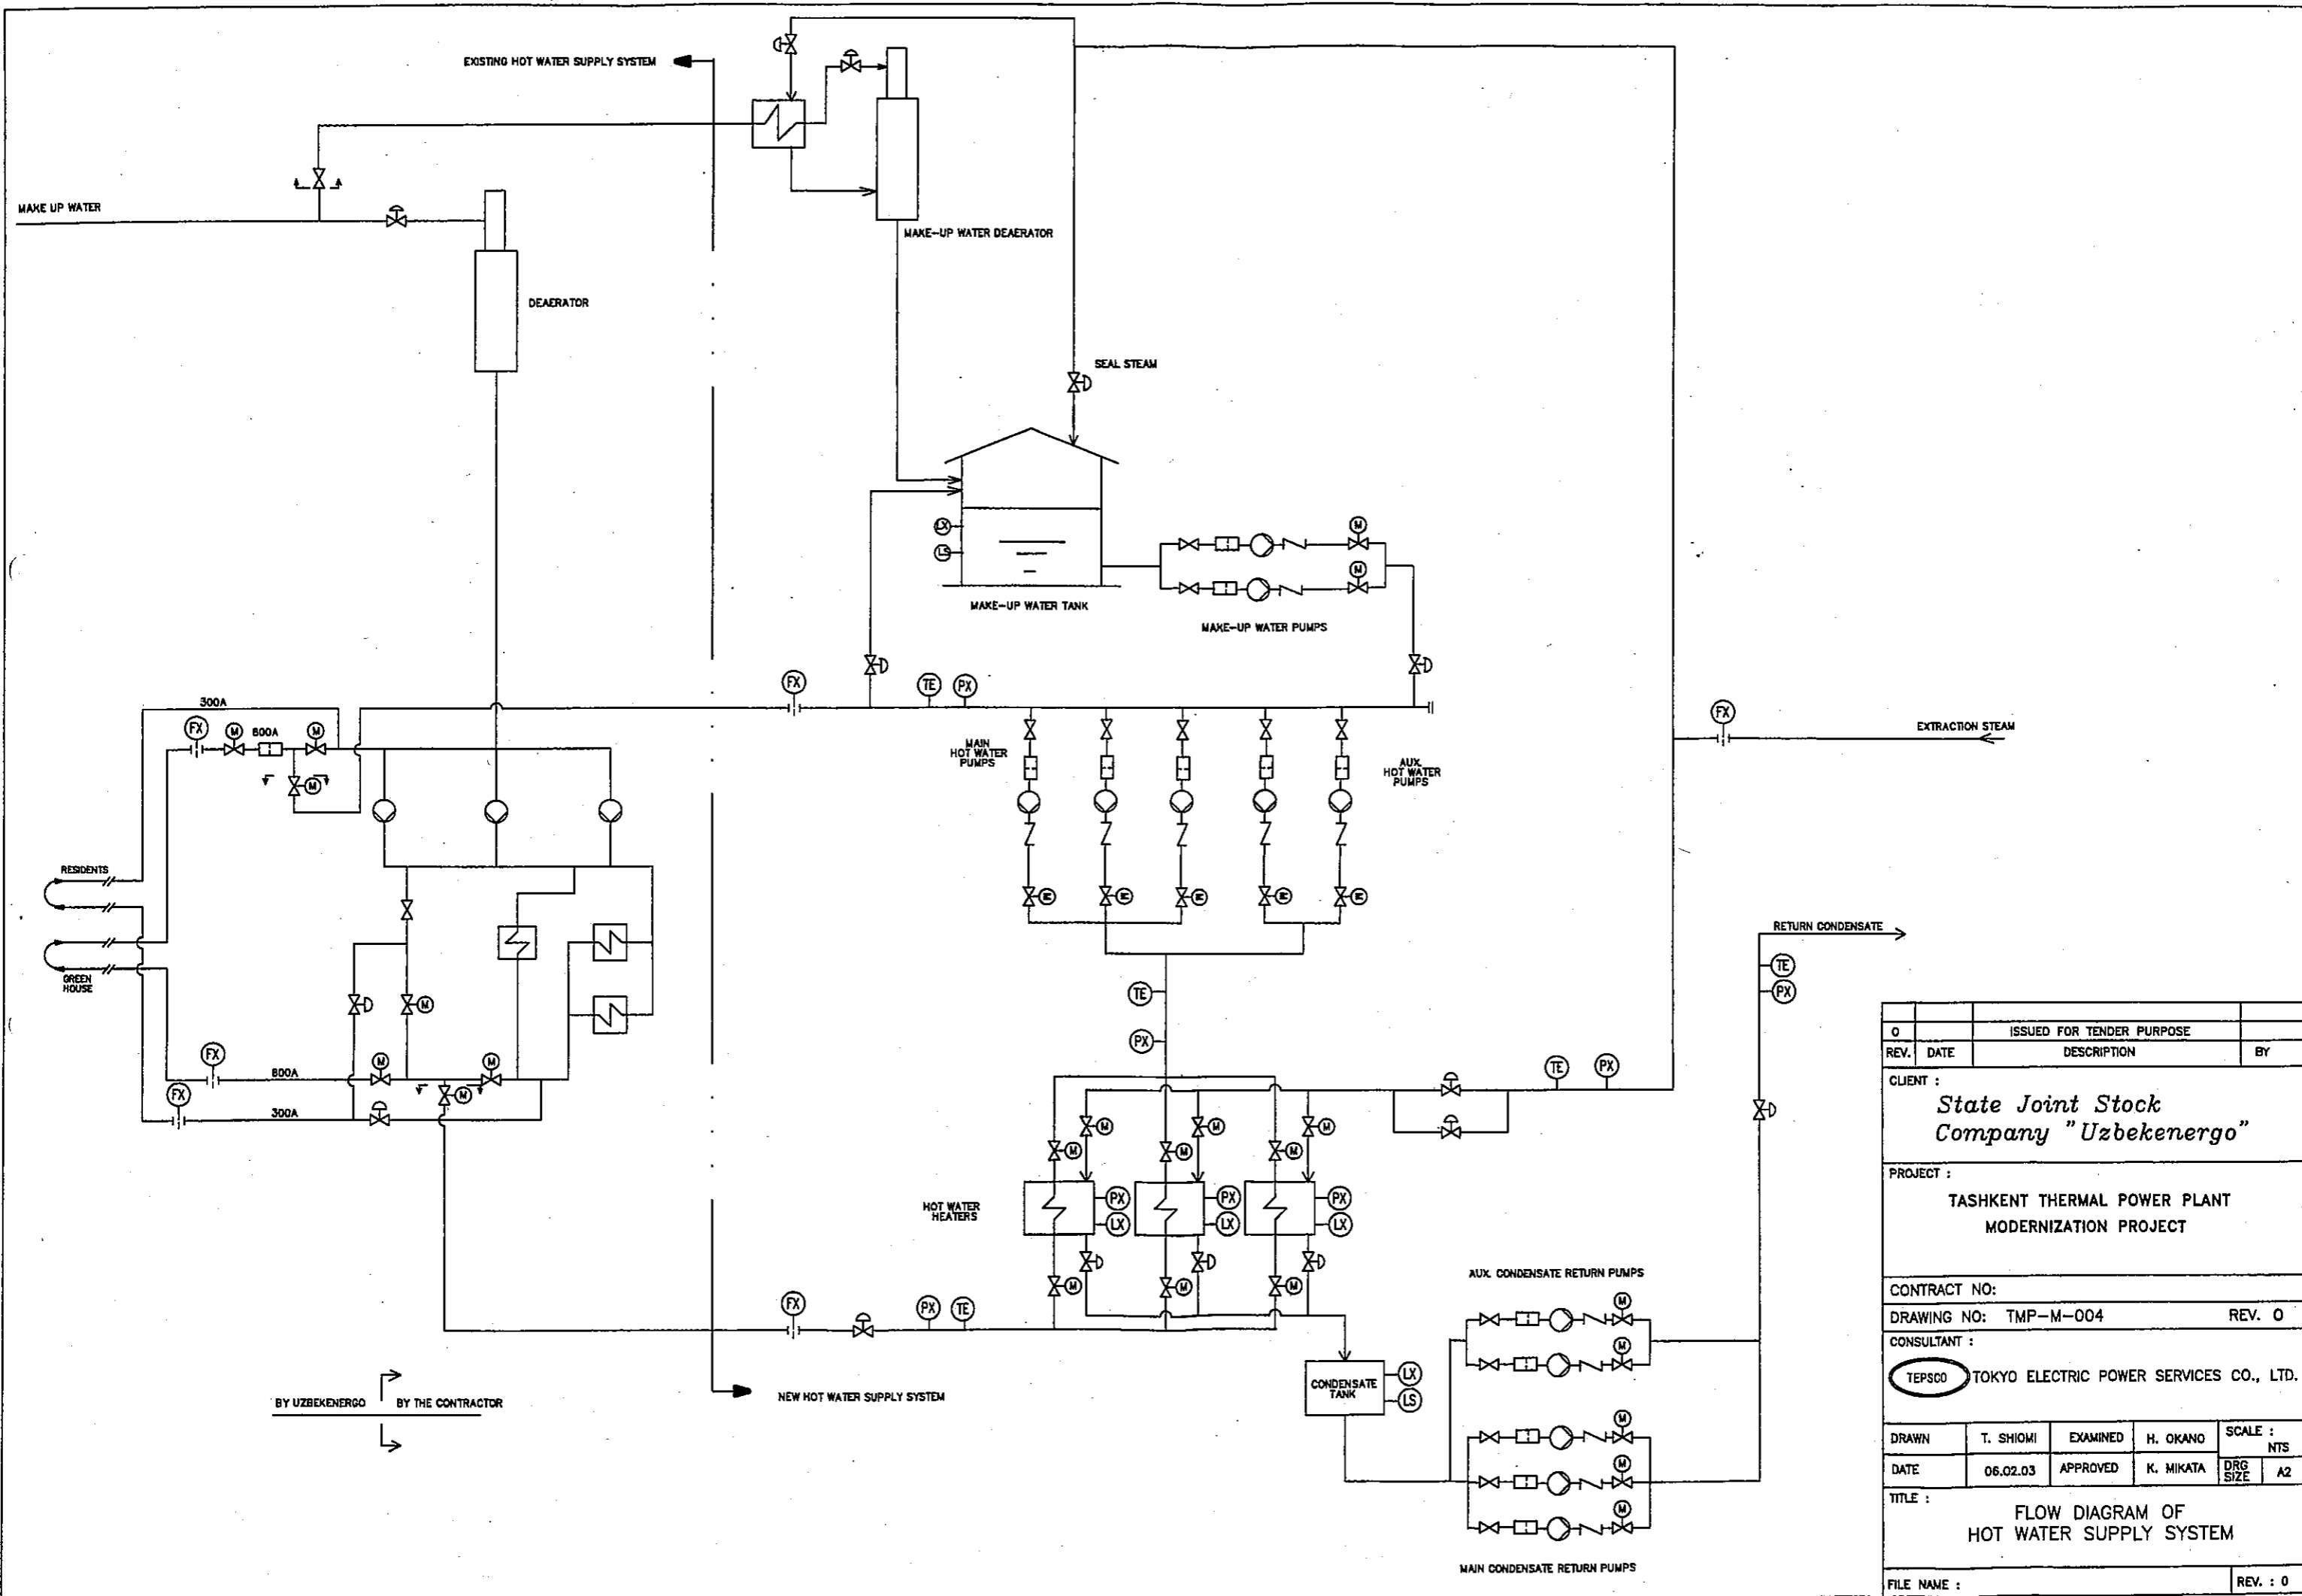 EXISTING HOT WATER SUPPLY SYSTEM
MAKE UP WATER
MAKE-UP WATER DEAERATOR
DEAERATOR
SEAL STEAM
LX
LS
M
M
MAKE-UP WATER TANK
MAKE-UP WATER PUMPS
FX
TE
PX
300A
FX
M
800A
M
M
MAIN
HOT WATER
PUMPS
AUX.
HOT WATER
PUMPS
FX
EXTRACTION STEAM
RESIDENTS
GREEN
HOUSE
M
M
M
M
M
RETURN CONDENSATE
TE
PX
TE
PX
M
FX
800A
M
M
M
FX
300A
TE
PX
M
M
M
M
M
M
HOT WATER
HEATERS
PX
LX
PX
LX
PX
LX
M
M
M
FX
PX
TE
AUX. CONDENSATE RETURN PUMPS
M
M
CONDENSATE
TANK
LX
LS
M
M
M
MAIN CONDENSATE RETURN PUMPS
BY UZBEKENERGO
BY THE CONTRACTOR
NEW HOT WATER SUPPLY SYSTEM
0 ISSUED FOR TENDER PURPOSE
REV. DATE DESCRIPTION BY
CLIENT :
State Joint Stock
Company "Uzbekenergo"
PROJECT :
TASHKENT THERMAL POWER PLANT
MODERNIZATION PROJECT
CONTRACT NO:
DRAWING NO: TMP-M-004 REV. 0
CONSULTANT :
TEPSCO TOKYO ELECTRIC POWER SERVICES CO., LTD.
DRAWN T. SHIOMI EXAMINED H. OKANO SCALE : NTS
DATE 06.02.03 APPROVED K. MIKATA DRG SIZE A2
TITLE :
FLOW DIAGRAM OF
HOT WATER SUPPLY SYSTEM
FILE NAME : REV. : 0